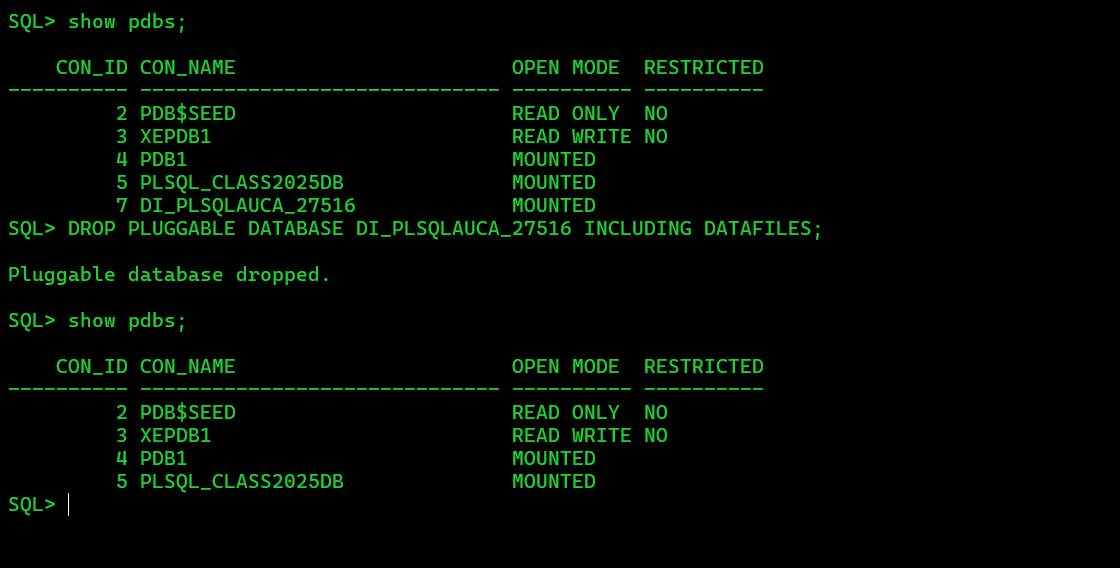 SQL> show pdbs;
    CON_ID CON_NAME                       OPEN MODE  RESTRICTED
---------- ------------------------------ ---------- ----------
         2 PDB$SEED                       READ ONLY  NO
         3 XEPDB1                         READ WRITE NO
         4 PDB1                           MOUNTED
         5 PLSQL_CLASS2025DB              MOUNTED
         7 DI_PLSQLAUCA_27516             MOUNTED
SQL> DROP PLUGGABLE DATABASE DI_PLSQLAUCA_27516 INCLUDING DATAFILES;
Pluggable database dropped.
SQL> show pdbs;
    CON_ID CON_NAME                       OPEN MODE  RESTRICTED
---------- ------------------------------ ---------- ----------
         2 PDB$SEED                       READ ONLY  NO
         3 XEPDB1                         READ WRITE NO
         4 PDB1                           MOUNTED
         5 PLSQL_CLASS2025DB              MOUNTED
SQL>